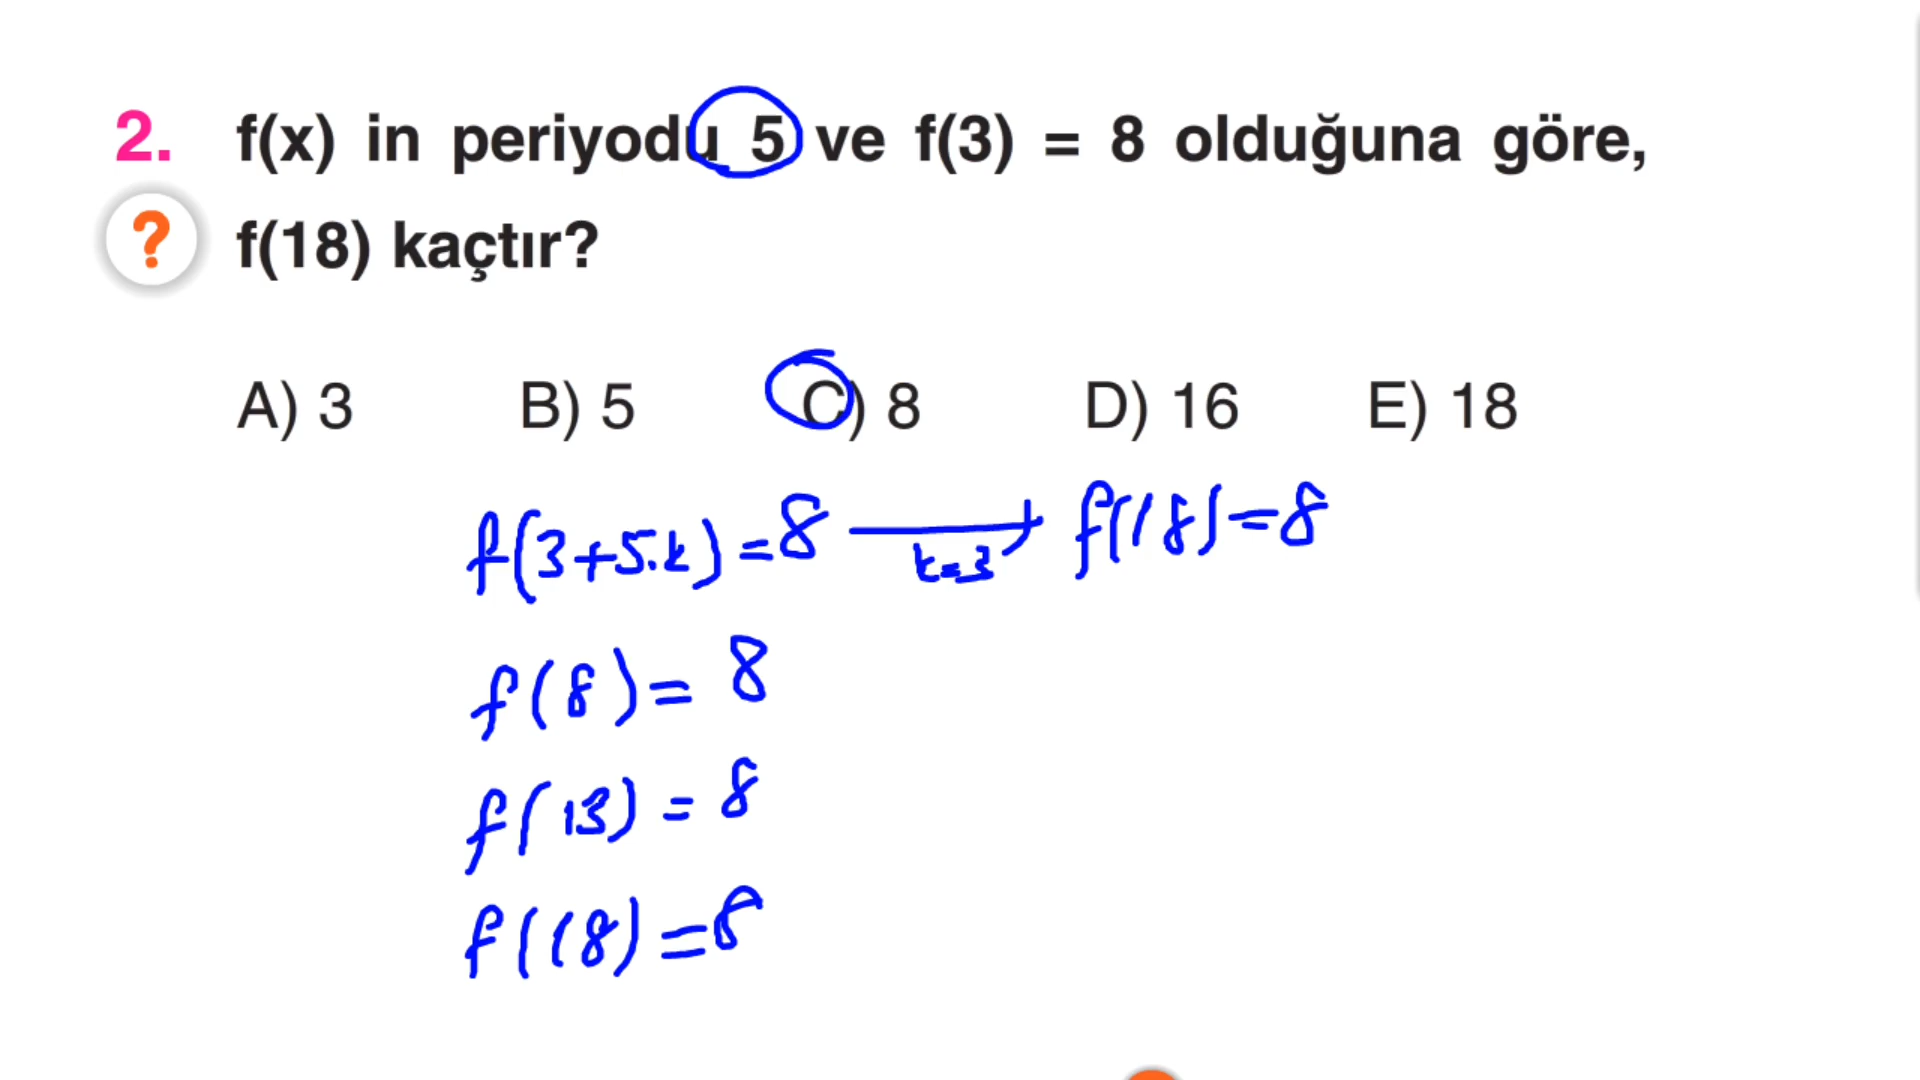 2. f(x) in periyodu 5 ve f(3) = 8 olduğuna göre,
? f(18) kaçtır?
A) 3 B) 5 C) 8 D) 16 E) 18
f(3+5.k)=8 k=3 f(18)=8
f(8)=8
f(13)=8
f(18)=8